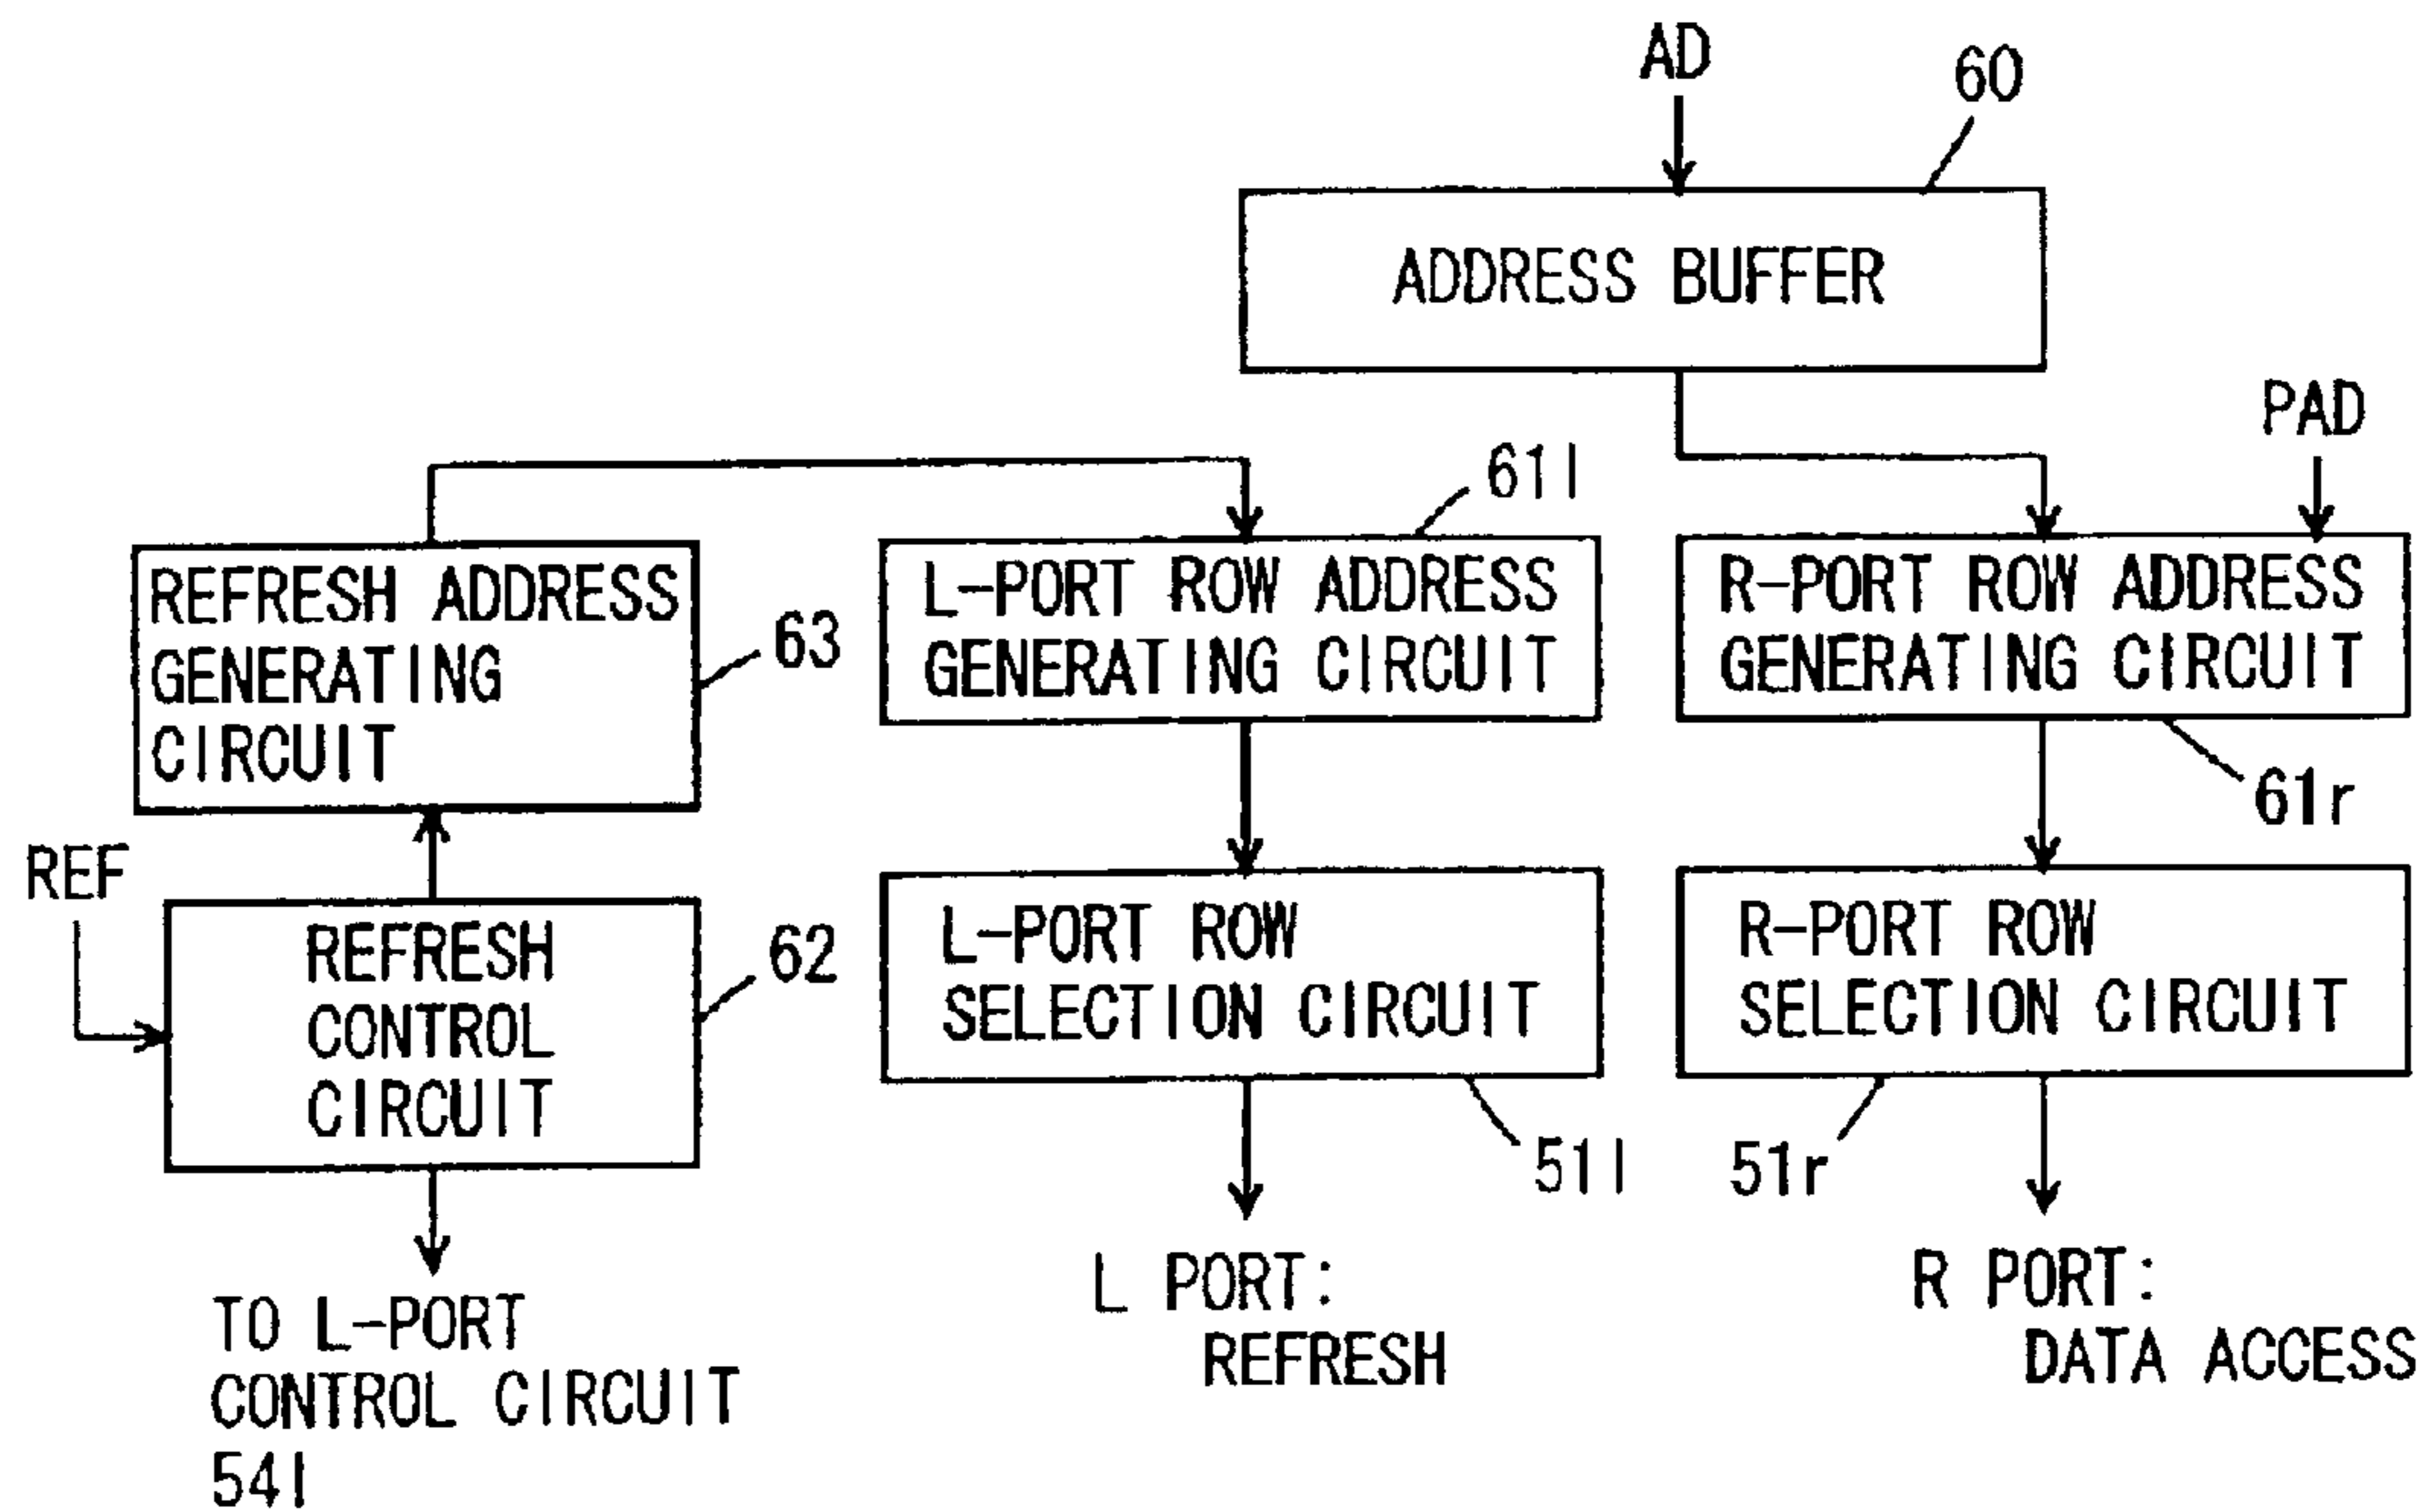 AD
60
ADDRESS BUFFER
PAD
61l
REFRESH ADDRESS
GENERATING
CIRCUIT
63
L-PORT ROW ADDRESS
GENERATING CIRCUIT
R-PORT ROW ADDRESS
GENERATING CIRCUIT
61r
REF
REFRESH
CONTROL
CIRCUIT
62
L-PORT ROW
SELECTION CIRCUIT
R-PORT ROW
SELECTION CIRCUIT
51l
51r
TO L-PORT
CONTROL CIRCUIT
54l
L PORT:
REFRESH
R PORT:
DATA ACCESS